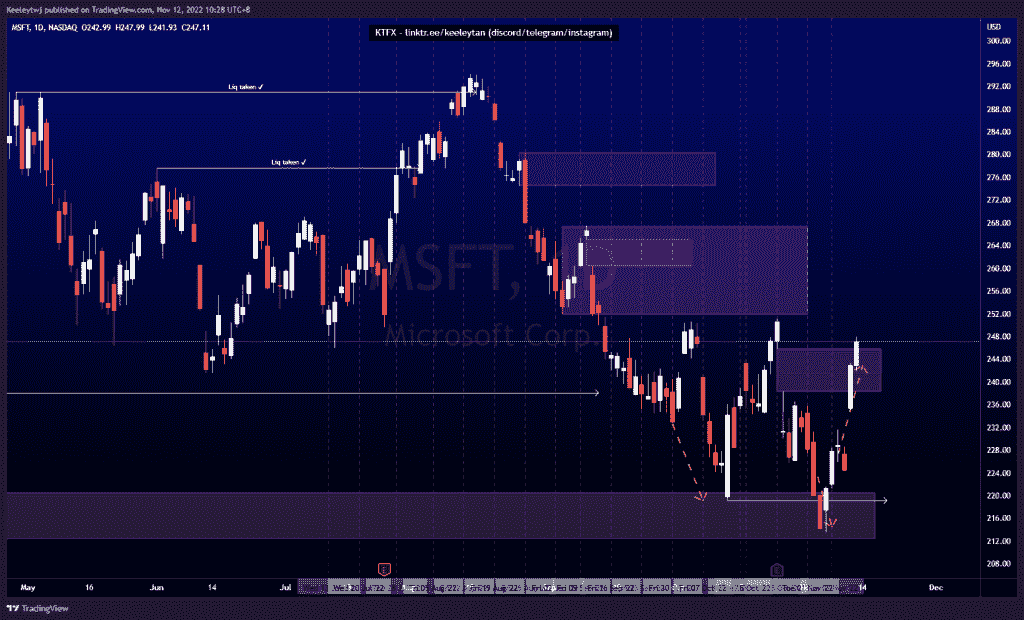 Keeleytwj published on TradingView.com, Nov 12, 2022 10:28 UTC+8
MSFT, 1D, NASDAQ O242.99 H247.99 L241.93 C247.11
KTFX - linktr.ee/keeleytan (discord/telegram/instagram)
USD
300.00
296.00
292.00
288.00
284.00
280.00
276.00
272.00
268.00
264.00
260.00
256.00
252.00
248.00
244.00
240.00
236.00
232.00
228.00
224.00
220.00
216.00
212.00
208.00
Liq taken ✓
Liq taken ✓
MSFT, 1D
Microsoft Corp.
E
May 16 Jun 14 Jul 14 Dec
TradingView